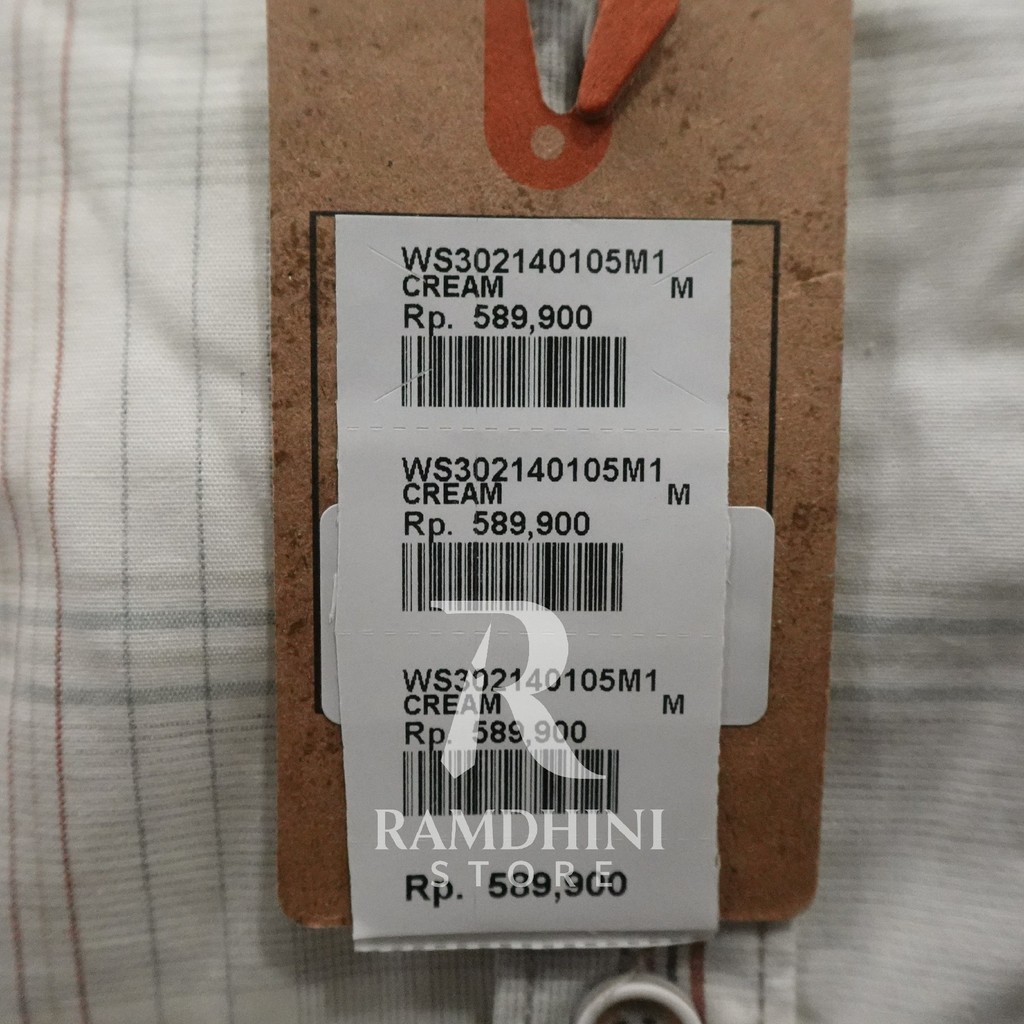 WS302140105M1
CREAM M
Rp. 589,900
WS302140105M1
CREAM M
Rp. 589,900
WS302140105M1
CREAM M
Rp. 589,900
RAMDHINI
STORE
Rp. 589,900